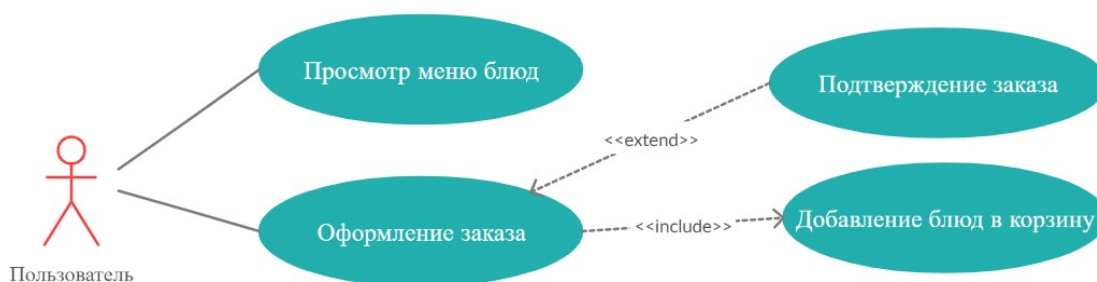 Просмотр меню блюд
Подтверждение заказа
<<extend>>
Оформление заказа
<<include>>
Добавление блюд в корзину
Пользователь